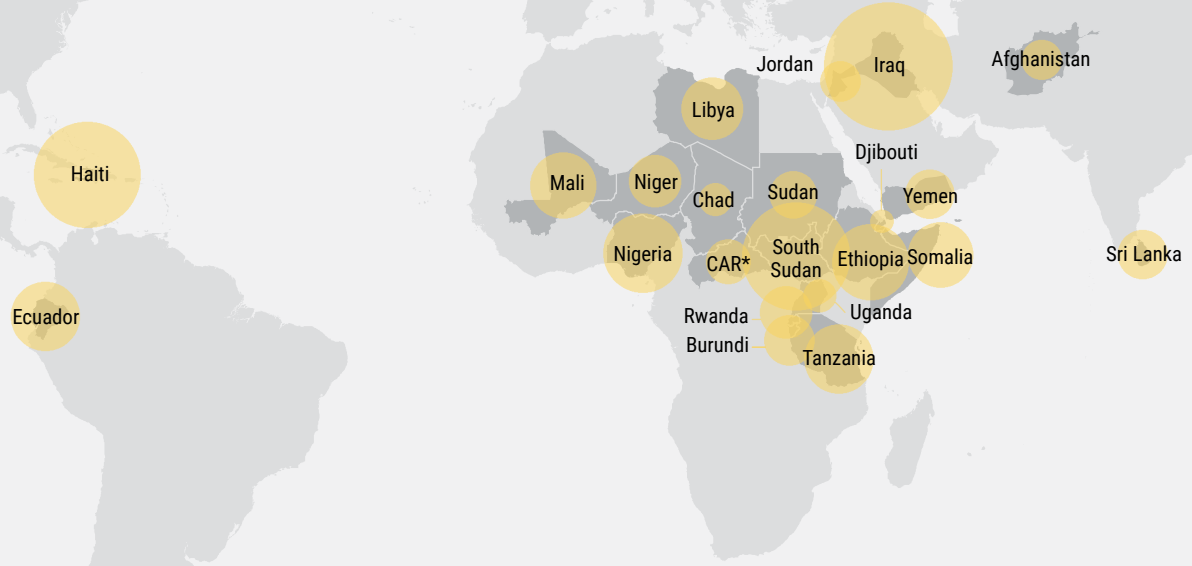 Jordan
Iraq
Afghanistan
Libya
Djibouti
Haiti
Mali
Niger
Chad
Sudan
Yemen
Nigeria
CAR*
South
Sudan
Ethiopia
Somalia
Sri Lanka
Ecuador
Rwanda
Uganda
Burundi
Tanzania